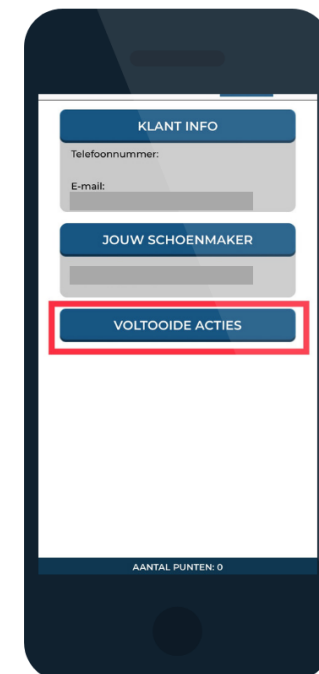 KLANT INFO
Telefoonnummer:
E-mail:
JOUW SCHOENMAKER
VOLTOOIDE ACTIES
AANTAL PUNTEN: 0